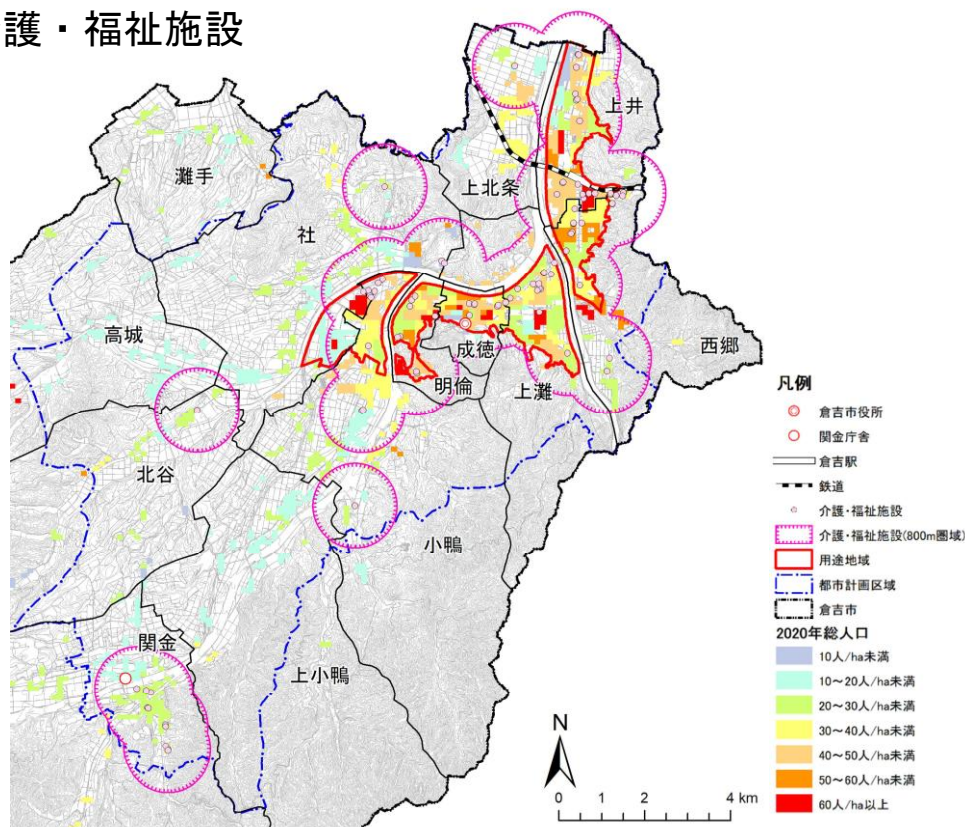 護・福祉施設
上井
灘手
上北条
社
高城
西郷
成徳
明倫
上灘
北谷
小鴨
関金
上小鴨
凡例
倉吉市役所
関金庁舎
倉吉駅
鉄道
介護・福祉施設
介護・福祉施設(800m圏域)
用途地域
都市計画区域
倉吉市
2020年総人口
10人/ha未満
10～20人/ha未満
20～30人/ha未満
30～40人/ha未満
40～50人/ha未満
50～60人/ha未満
60人/ha以上
N
0 1 2 4 km